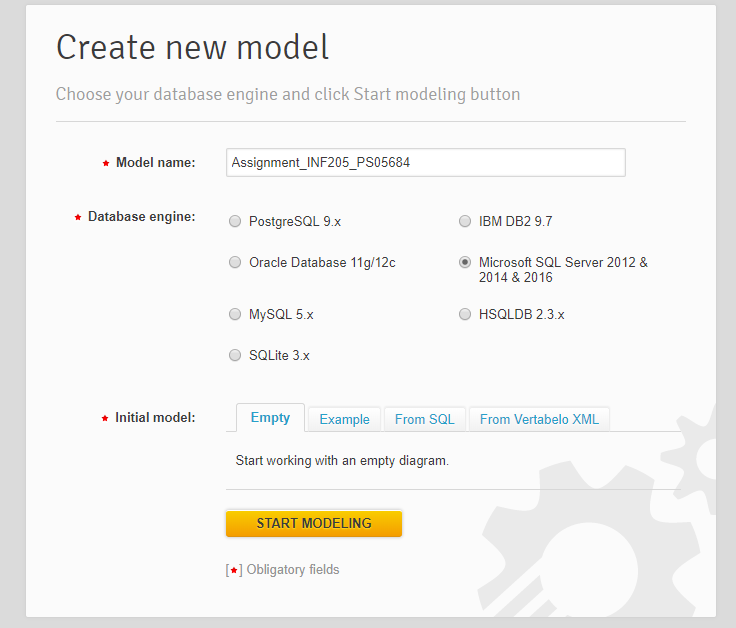 Create new model
Choose your database engine and click Start modeling button
★ Model name:
Assignment_INF205_PS05684
★ Database engine:
PostgreSQL 9.x
IBM DB2 9.7
Oracle Database 11g/12c
Microsoft SQL Server 2012 &
2014 & 2016
MySQL 5.x
HSQLDB 2.3.x
SQLite 3.x
★ Initial model:
Empty
Example
From SQL
From Vertabelo XML
Start working with an empty diagram.
START MODELING
[★] Obligatory fields